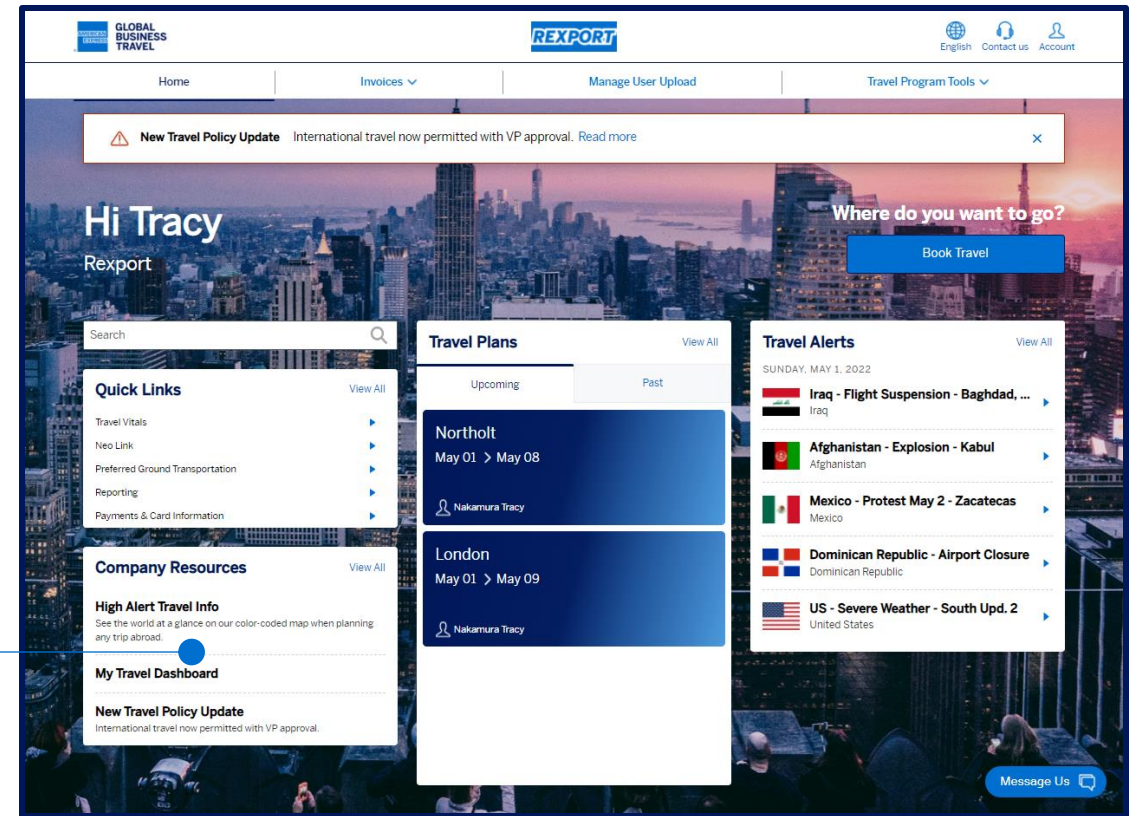 AMERICAN EXPRESS
GLOBAL
BUSINESS
TRAVEL
REXPORT
English Contact us Account
Home Invoices Manage User Upload Travel Program Tools
New Travel Policy Update International travel now permitted with VP approval. Read more
Hi Tracy
Rexport
Where do you want to go?
Book Travel
Search
Quick Links View All
Travel Vitals
Neo Link
Preferred Ground Transportation
Reporting
Payments & Card Information
Company Resources View All
High Alert Travel Info
See the world at a glance on our color-coded map when planning
any trip abroad.
My Travel Dashboard
New Travel Policy Update
International travel now permitted with VP approval.
Travel Plans View All
Upcoming Past
Northolt
May 01 > May 08
Nakamura Tracy
London
May 01 > May 09
Nakamura Tracy
Travel Alerts View All
SUNDAY, MAY 1, 2022
Iraq - Flight Suspension - Baghdad, ...
Iraq
Afghanistan - Explosion - Kabul
Afghanistan
Mexico - Protest May 2 - Zacatecas
Mexico
Dominican Republic - Airport Closure
Dominican Republic
US - Severe Weather - South Upd. 2
United States
Message Us